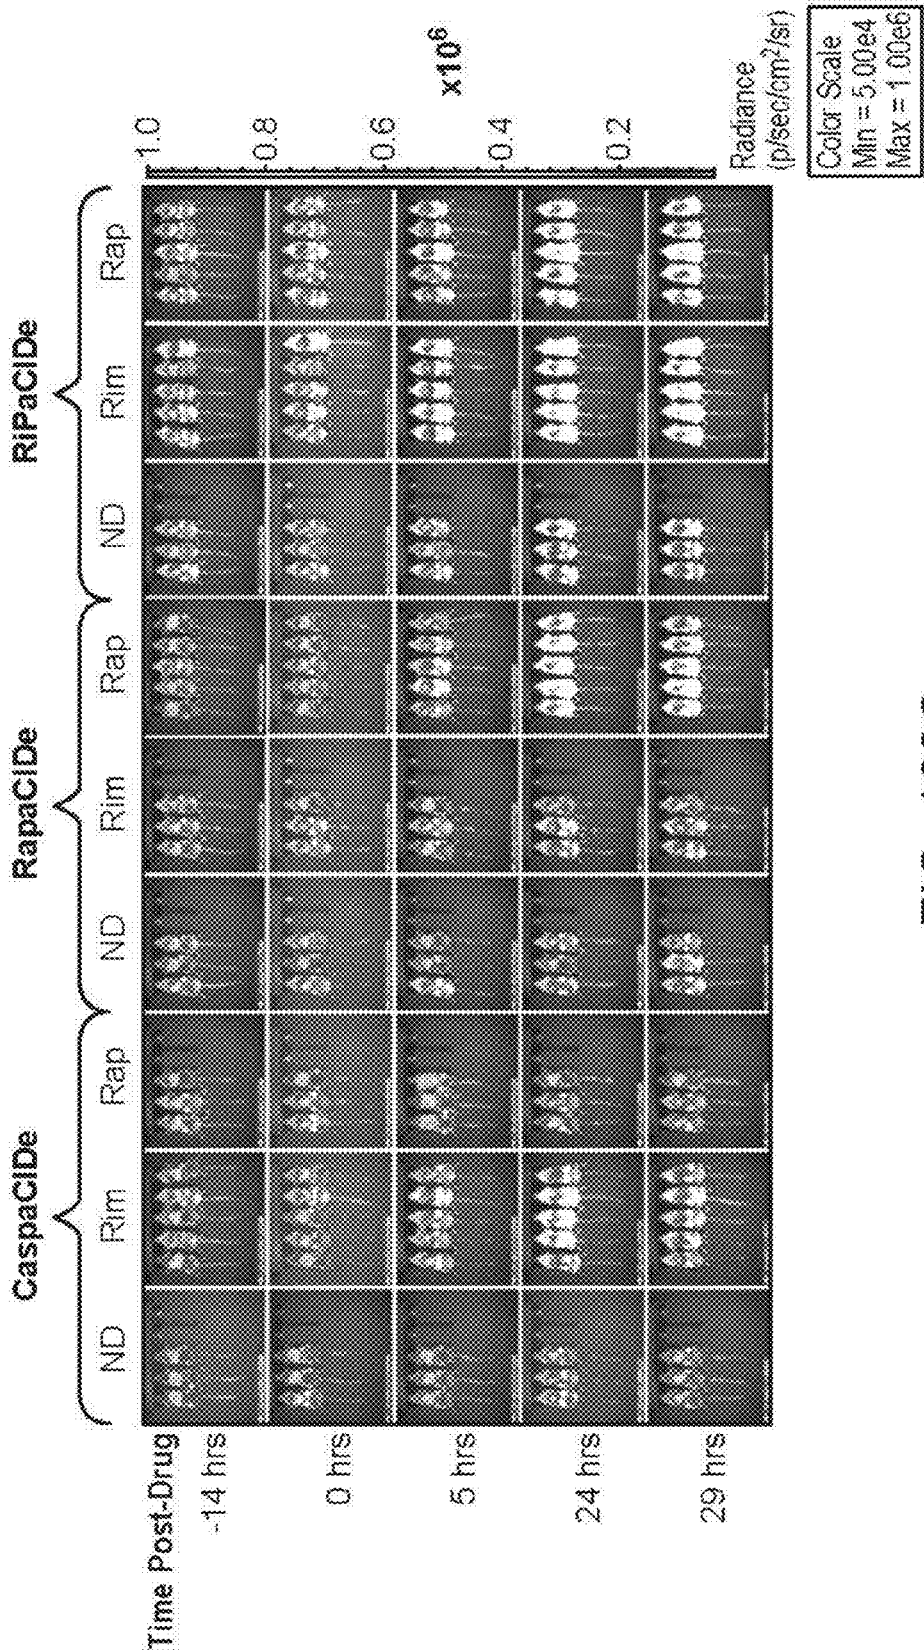 CaspaCIDe RapaCIDe RiPaCIDe
Time Post-Drug ND Rim Rap ND Rim Rap ND Rim Rap
-14 hrs
0 hrs
5 hrs
24 hrs
29 hrs
1.0
0.8
0.6
x10⁶
0.4
0.2
Radiance
(p/sec/cm²/sr)
Color Scale
Min = 5.00e4
Max = 1.00e6